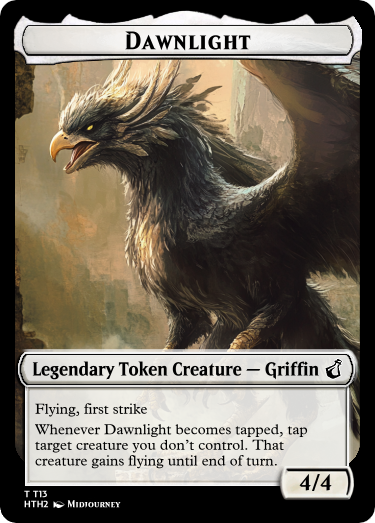 Dawnlight
Legendary Token Creature — Griffin
Flying, first strike
Whenever Dawnlight becomes tapped, tap
target creature you don't control. That
creature gains flying until end of turn.
4/4
T T13
HTH2 Midjourney